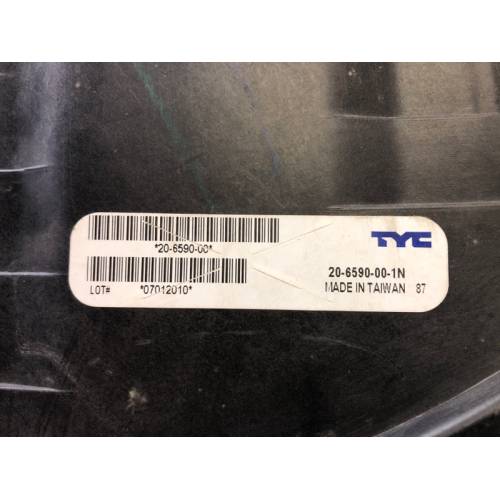 *20-6590-00*
TYC
LOT# *07012010*
20-6590-00-1N
MADE IN TAIWAN 87